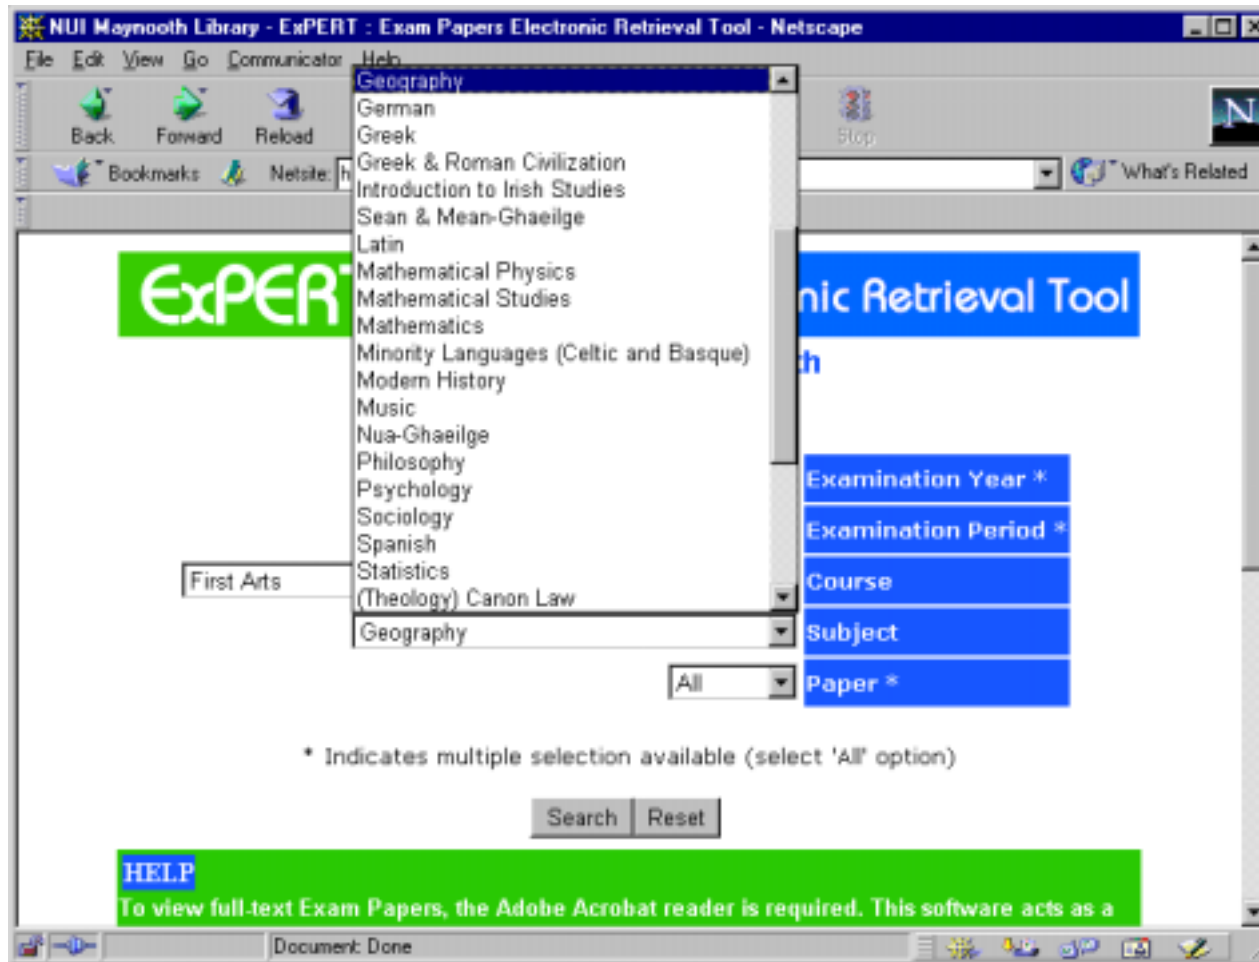 NUI Maynooth Library - ExPERT : Exam Papers Electronic Retrieval Tool - Netscape
File Edit View Go Communicator Help
Back Forward Reload Stop
Bookmarks Netsite: h What's Related
Geography
German
Greek
Greek & Roman Civilization
Introduction to Irish Studies
Sean & Mean-Ghaeilge
Latin
Mathematical Physics
Mathematical Studies
Mathematics
Minority Languages (Celtic and Basque)
Modern History
Music
Nua-Ghaeilge
Philosophy
Psychology
Sociology
Spanish
Statistics
(Theology) Canon Law
ExPER nic Retrieval Tool
th
Examination Year *
Examination Period *
First Arts Course
Geography Subject
All Paper *
* Indicates multiple selection available (select 'All' option)
Search Reset
HELP
To view full-text Exam Papers, the Adobe Acrobat reader is required. This software acts as a
Document: Done